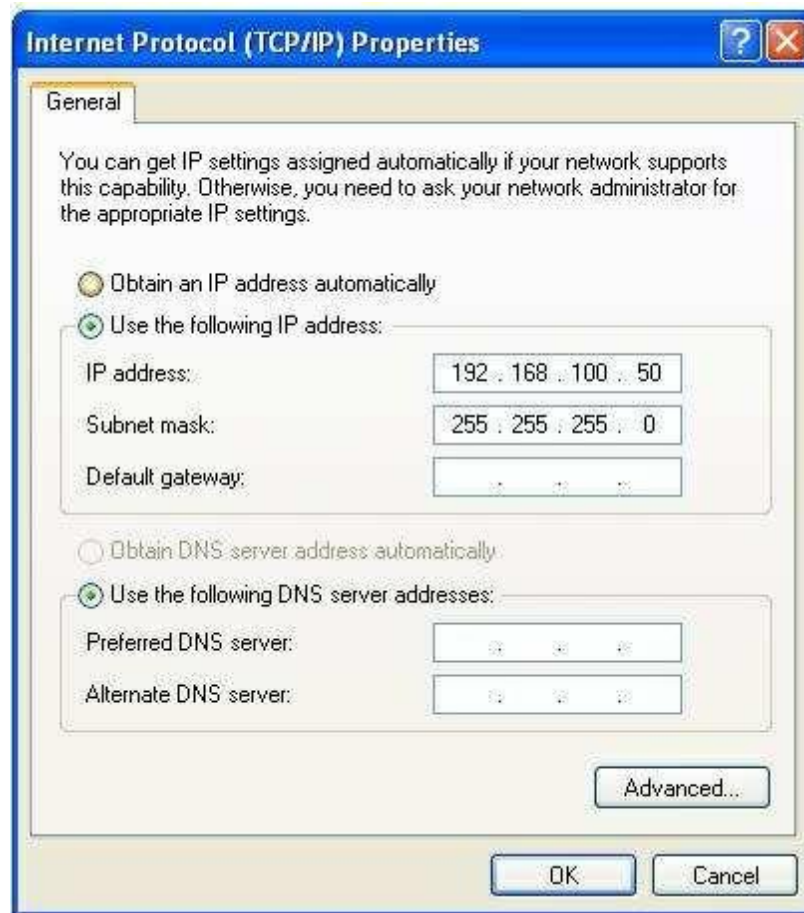 Internet Protocol (TCP/IP) Properties
General
You can get IP settings assigned automatically if your network supports
this capability. Otherwise, you need to ask your network administrator for
the appropriate IP settings.
Obtain an IP address automatically
Use the following IP address:
IP address: 192 . 168 . 100 . 50
Subnet mask: 255 . 255 . 255 . 0
Default gateway: . . .
Obtain DNS server address automatically
Use the following DNS server addresses:
Preferred DNS server: . . .
Alternate DNS server: . . .
Advanced...
OK Cancel